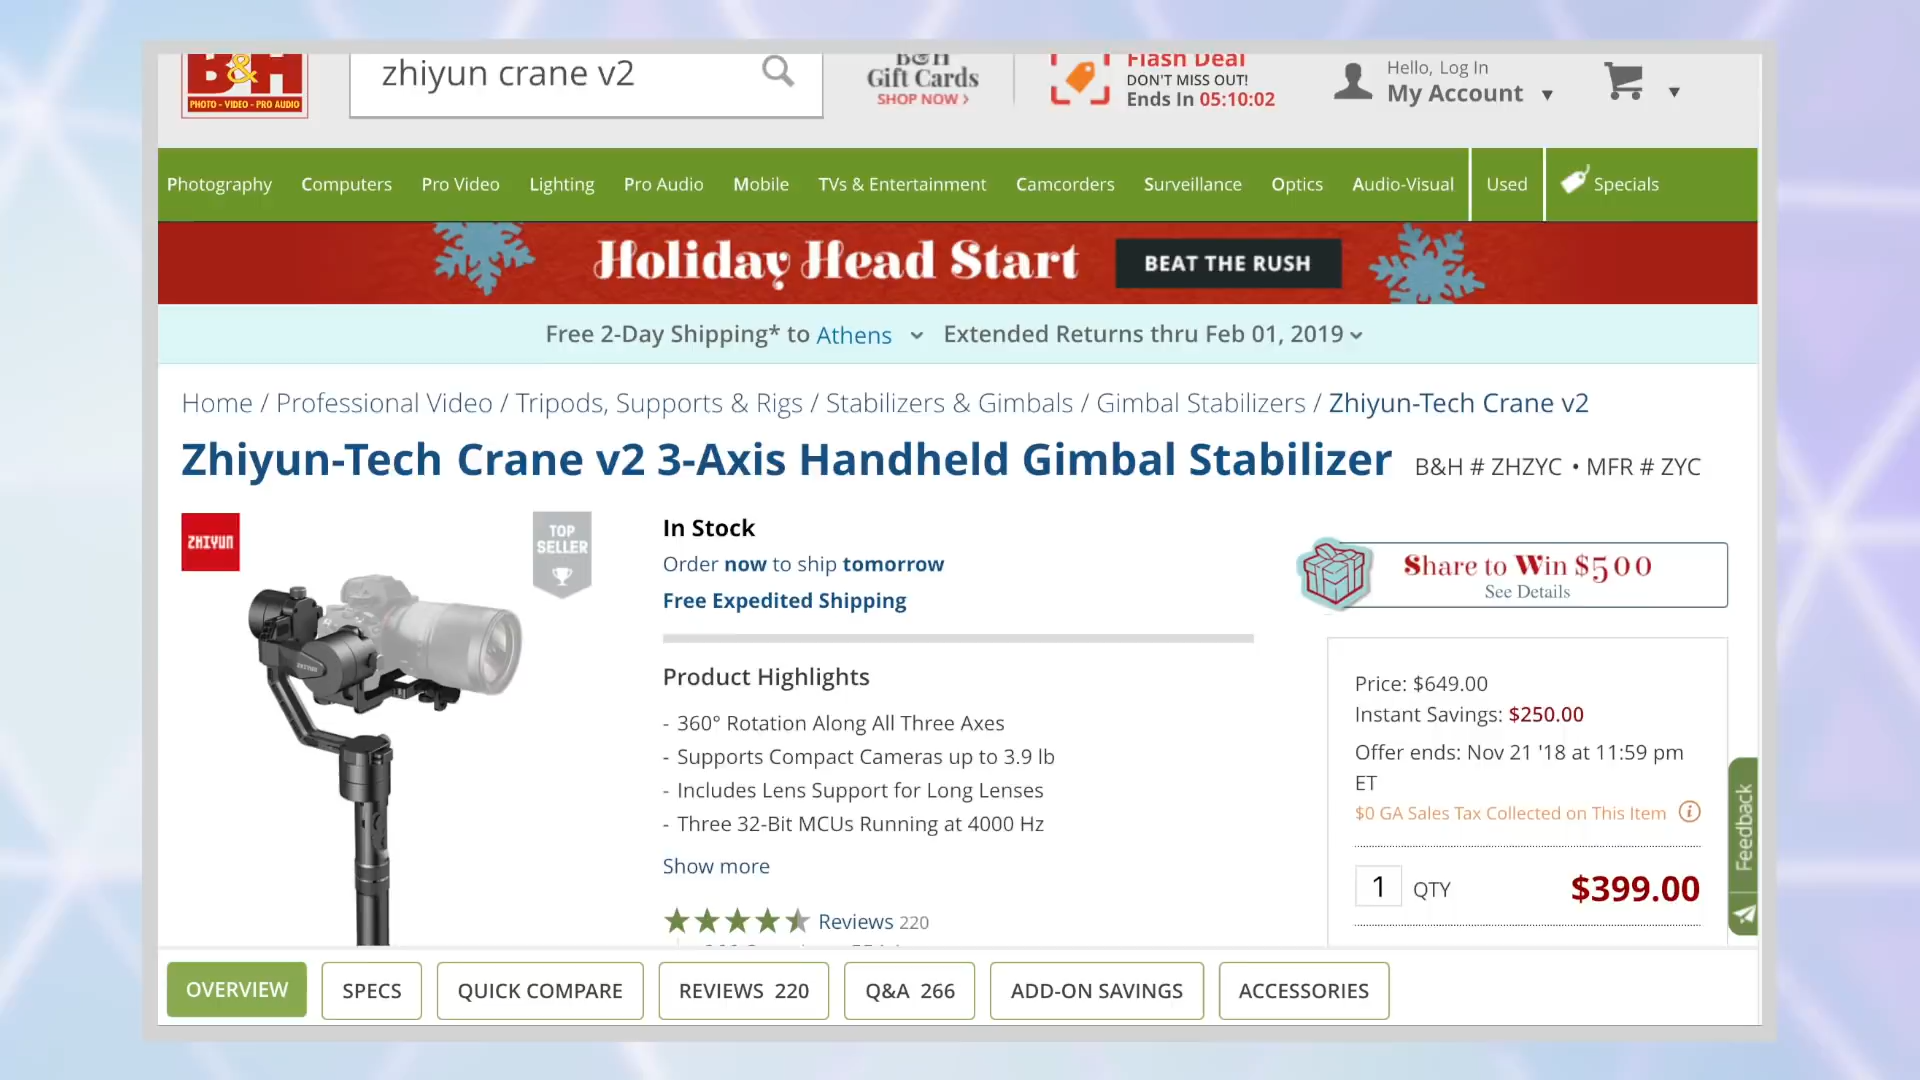 B&H
PHOTO - VIDEO - PRO AUDIO
zhiyun crane v2
B&H
Gift Cards
SHOP NOW >
Flash Deal
DON'T MISS OUT!
Ends In 05:10:02
Hello, Log In
My Account
Photography Computers Pro Video Lighting Pro Audio Mobile TVs & Entertainment Camcorders Surveillance Optics Audio-Visual Used Specials
Holiday Head Start BEAT THE RUSH
Free 2-Day Shipping* to Athens Extended Returns thru Feb 01, 2019
Home / Professional Video / Tripods, Supports & Rigs / Stabilizers & Gimbals / Gimbal Stabilizers / Zhiyun-Tech Crane v2
Zhiyun-Tech Crane v2 3-Axis Handheld Gimbal Stabilizer B&H # ZHZYC • MFR # ZYC
ZHIYUN
TOP
SELLER
ZHIYUN
In Stock
Order now to ship tomorrow
Free Expedited Shipping
Product Highlights
- 360° Rotation Along All Three Axes
- Supports Compact Cameras up to 3.9 lb
- Includes Lens Support for Long Lenses
- Three 32-Bit MCUs Running at 4000 Hz
Show more
Reviews 220
Share to Win $500
See Details
Price: $649.00
Instant Savings: $250.00
Offer ends: Nov 21 '18 at 11:59 pm
ET
$0 GA Sales Tax Collected on This Item
1 QTY $399.00
Feedback
OVERVIEW SPECS QUICK COMPARE REVIEWS 220 Q&A 266 ADD-ON SAVINGS ACCESSORIES